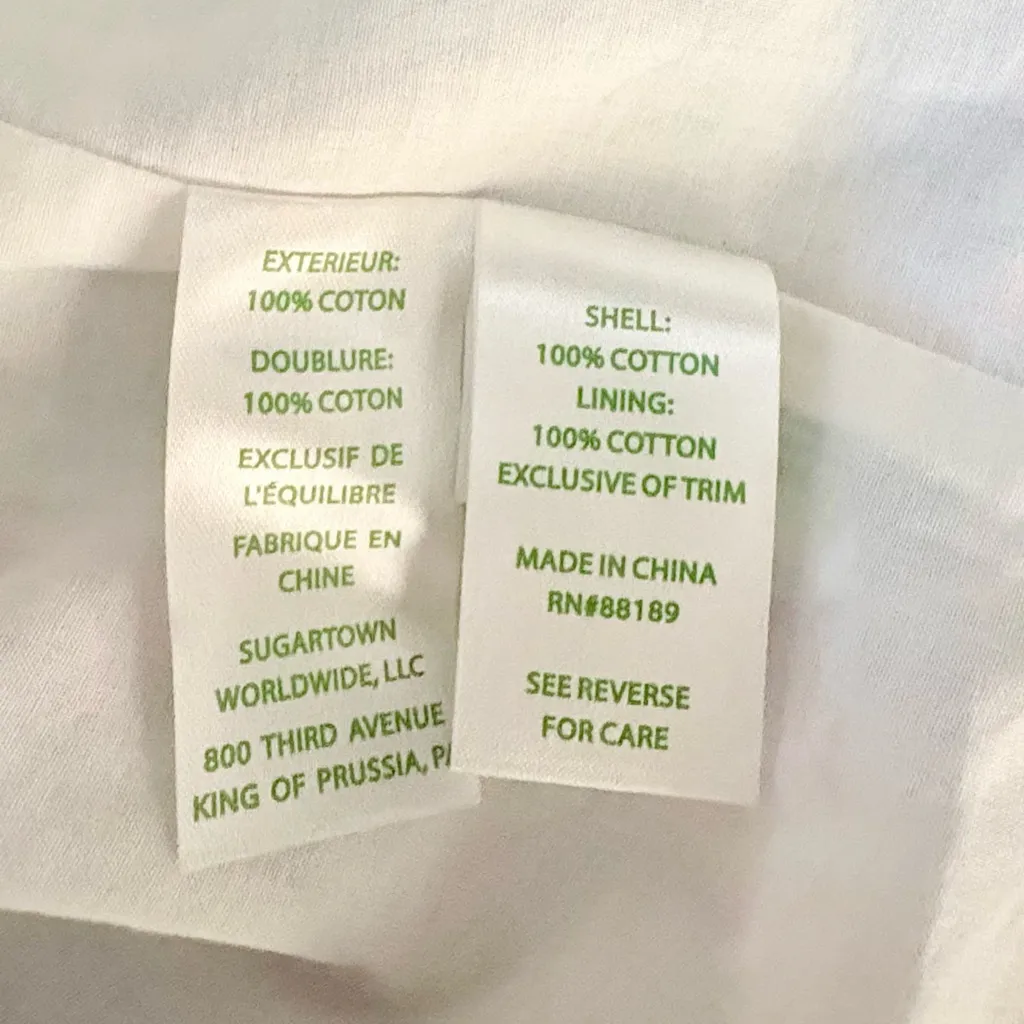 EXTERIEUR:
100% COTON
DOUBLURE:
100% COTON
EXCLUSIF DE
L'ÉQUILIBRE
FABRIQUE EN
CHINE
SUGARTOWN
WORLDWIDE, LLC
800 THIRD AVENUE
KING OF PRUSSIA, PA
SHELL:
100% COTTON
LINING:
100% COTTON
EXCLUSIVE OF TRIM
MADE IN CHINA
RN#88189
SEE REVERSE
FOR CARE